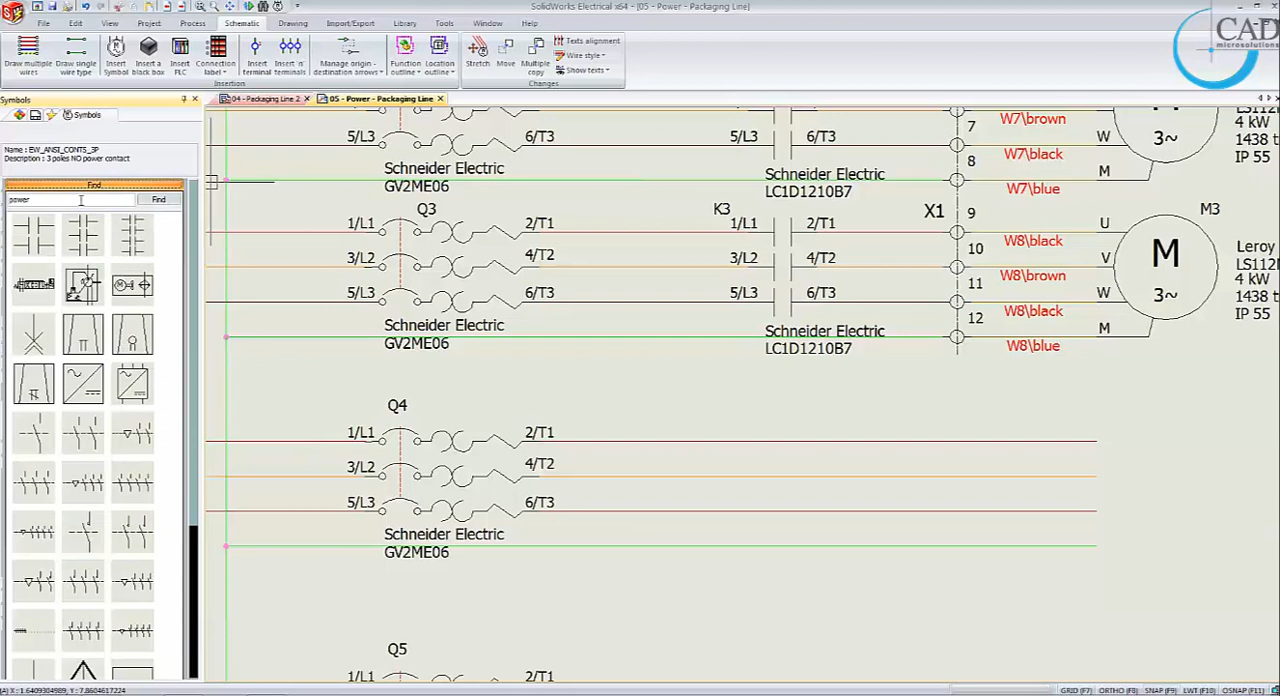 SolidWorks Electrical x64 - [05 - Power - Packaging Line]
File Edit View Project Process Schematic Drawing Import/Export Library Tools Window Help
Draw multiple wires
Draw single wire type
Insert Symbol
Insert a black box
Insert PLC
Connection label
Insert terminal
Insert 'n' terminals
Manage origin - destination arrows
Function outline
Location outline
Stretch
Move
Multiple copy
Texts alignment
Wire style
Show texts
Insertion
Changes
CAD
microsolutions
Symbols
04 - Packaging Line 2
05 - Power - Packaging Line
Symbols
Name : EW_ANSI_CONTS_3P
Description : 3 poles NO power contact
Find
power
Find
5/L3 6/T3 5/L3 6/T3
Schneider Electric
GV2ME06
Schneider Electric
LC1D1210B7
7
W7\brown
W
8
W7\black
M
W7\blue
3~
LS112
4 kW
1438 t
IP 55
Q3 K3 X1 9 M3
1/L1 2/T1 1/L1 2/T1 U
W8\black
10
3/L2 4/T2 3/L2 4/T2 V
W8\brown
11
5/L3 6/T3 5/L3 6/T3 W
W8\black
12
M
W8\blue
M
3~
Leroy
LS112M
4 kW
1438 t
IP 55
Schneider Electric
GV2ME06
Schneider Electric
LC1D1210B7
Q4
1/L1 2/T1
3/L2 4/T2
5/L3 6/T3
Schneider Electric
GV2ME06
Q5
1/L1 2/T1
(A) X : 1.6409304989, Y : 7.8604617224
GRID (F7) ORTHO (F8) SNAP (F9) LWT (F10) OSNAP (F11)